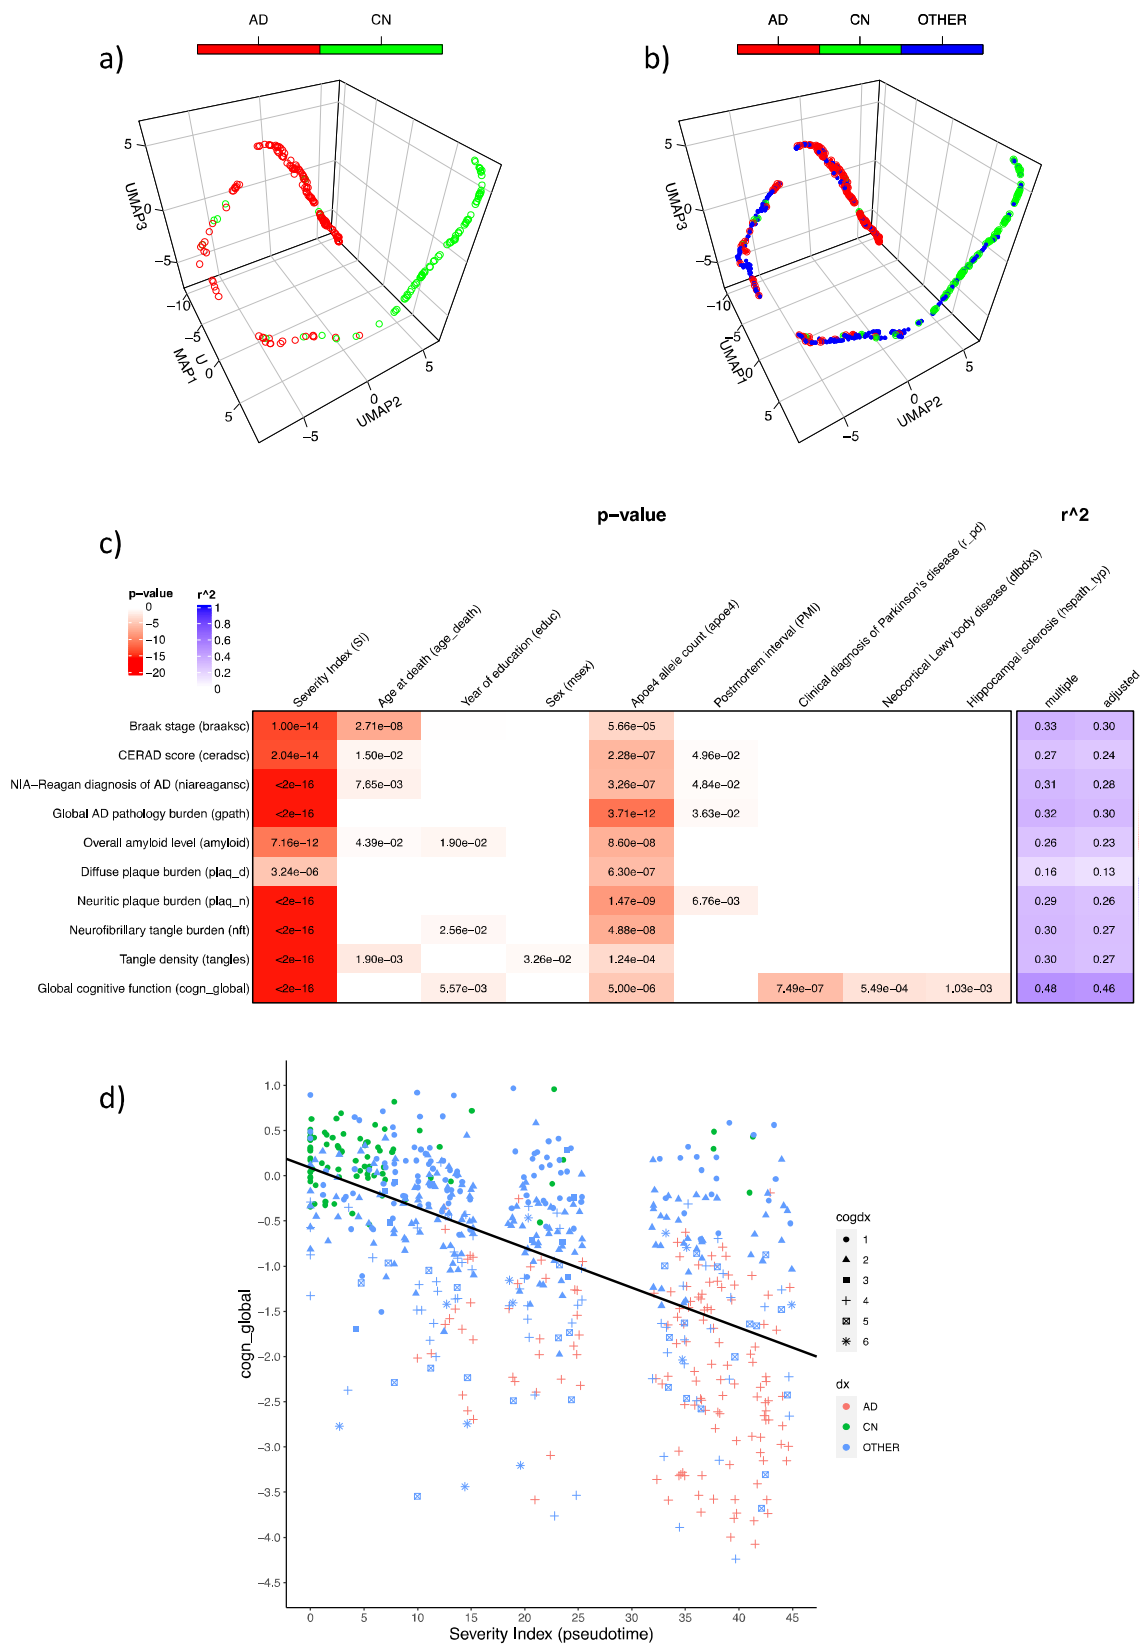 AD CN
a)
5
0
−5
−10
−5
0
5
−5
0
5
UMAP3
U
MAP1
UMAP2
AD CN OTHER
b)
5
0
−5
−10
−5
0
5
−5
0
5
UMAP3
UMAP1
UMAP2
c)
p−value r^2
p−value r^2
0 1
−5 0.8
−10 0.6
−15 0.4
−20 0.2
0
Severity Index (SI)
Age at death (age_death)
Year of education (educ)
Sex (msex)
Apoe4 allele count (apoe4)
Postmortem interval (PMI)
Clinical diagnosis of Parkinson's disease (r_pd)
Neocortical Lewy body disease (dlbdx3)
Hippocampal sclerosis (hspath_typ)
multiple
adjusted
Braak stage (braaksc) 1.00e−14 2.71e−08 5.66e−05 0.33 0.30
CERAD score (ceradsc) 2.04e−14 1.50e−02 2.28e−07 4.96e−02 0.27 0.24
NIA−Reagan diagnosis of AD (niareagansc) <2e−16 7.65e−03 3.26e−07 4.84e−02 0.31 0.28
Global AD pathology burden (gpath) <2e−16 3.71e−12 3.63e−02 0.32 0.30
Overall amyloid level (amyloid) 7.16e−12 4.39e−02 1.90e−02 8.60e−08 0.26 0.23
Diffuse plaque burden (plaq_d) 3.24e−06 6.30e−07 0.16 0.13
Neuritic plaque burden (plaq_n) <2e−16 1.47e−09 6.76e−03 0.29 0.26
Neurofibrillary tangle burden (nft) <2e−16 2.56e−02 4.88e−08 0.30 0.27
Tangle density (tangles) <2e−16 1.90e−03 3.26e−02 1.24e−04 0.30 0.27
Global cognitive function (cogn_global) <2e−16 5.57e−03 5.00e−06 7.49e−07 5.49e−04 1.03e−03 0.48 0.46
d)
cogn_global
1.0
0.5
0.0
−0.5
−1.0
−1.5
−2.0
−2.5
−3.0
−3.5
−4.0
−4.5
0 5 10 15 20 25 30 35 40 45
Severity Index (pseudotime)
cogdx
1
2
3
4
5
6
dx
AD
CN
OTHER